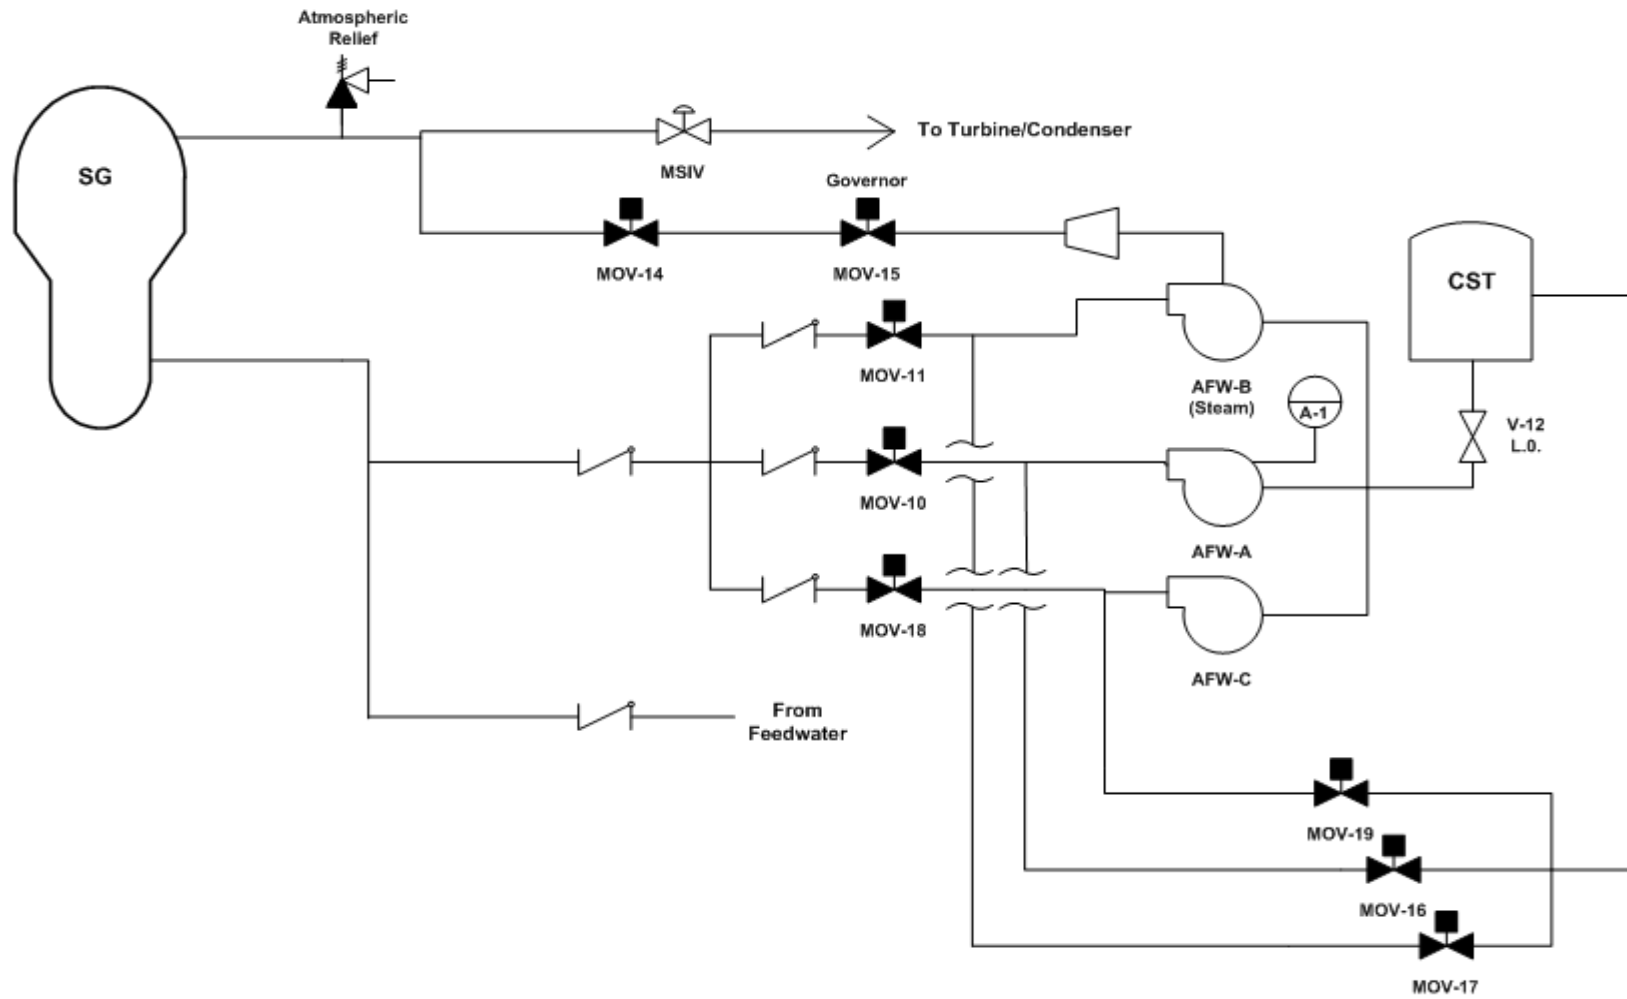 Atmospheric
Relief
To Turbine/Condenser
SG
MSIV
Governor
MOV-14
MOV-15
CST
MOV-11
AFW-B
(Steam)
A-1
V-12
L.0.
MOV-10
AFW-A
MOV-18
AFW-C
From
Feedwater
MOV-19
MOV-16
MOV-17